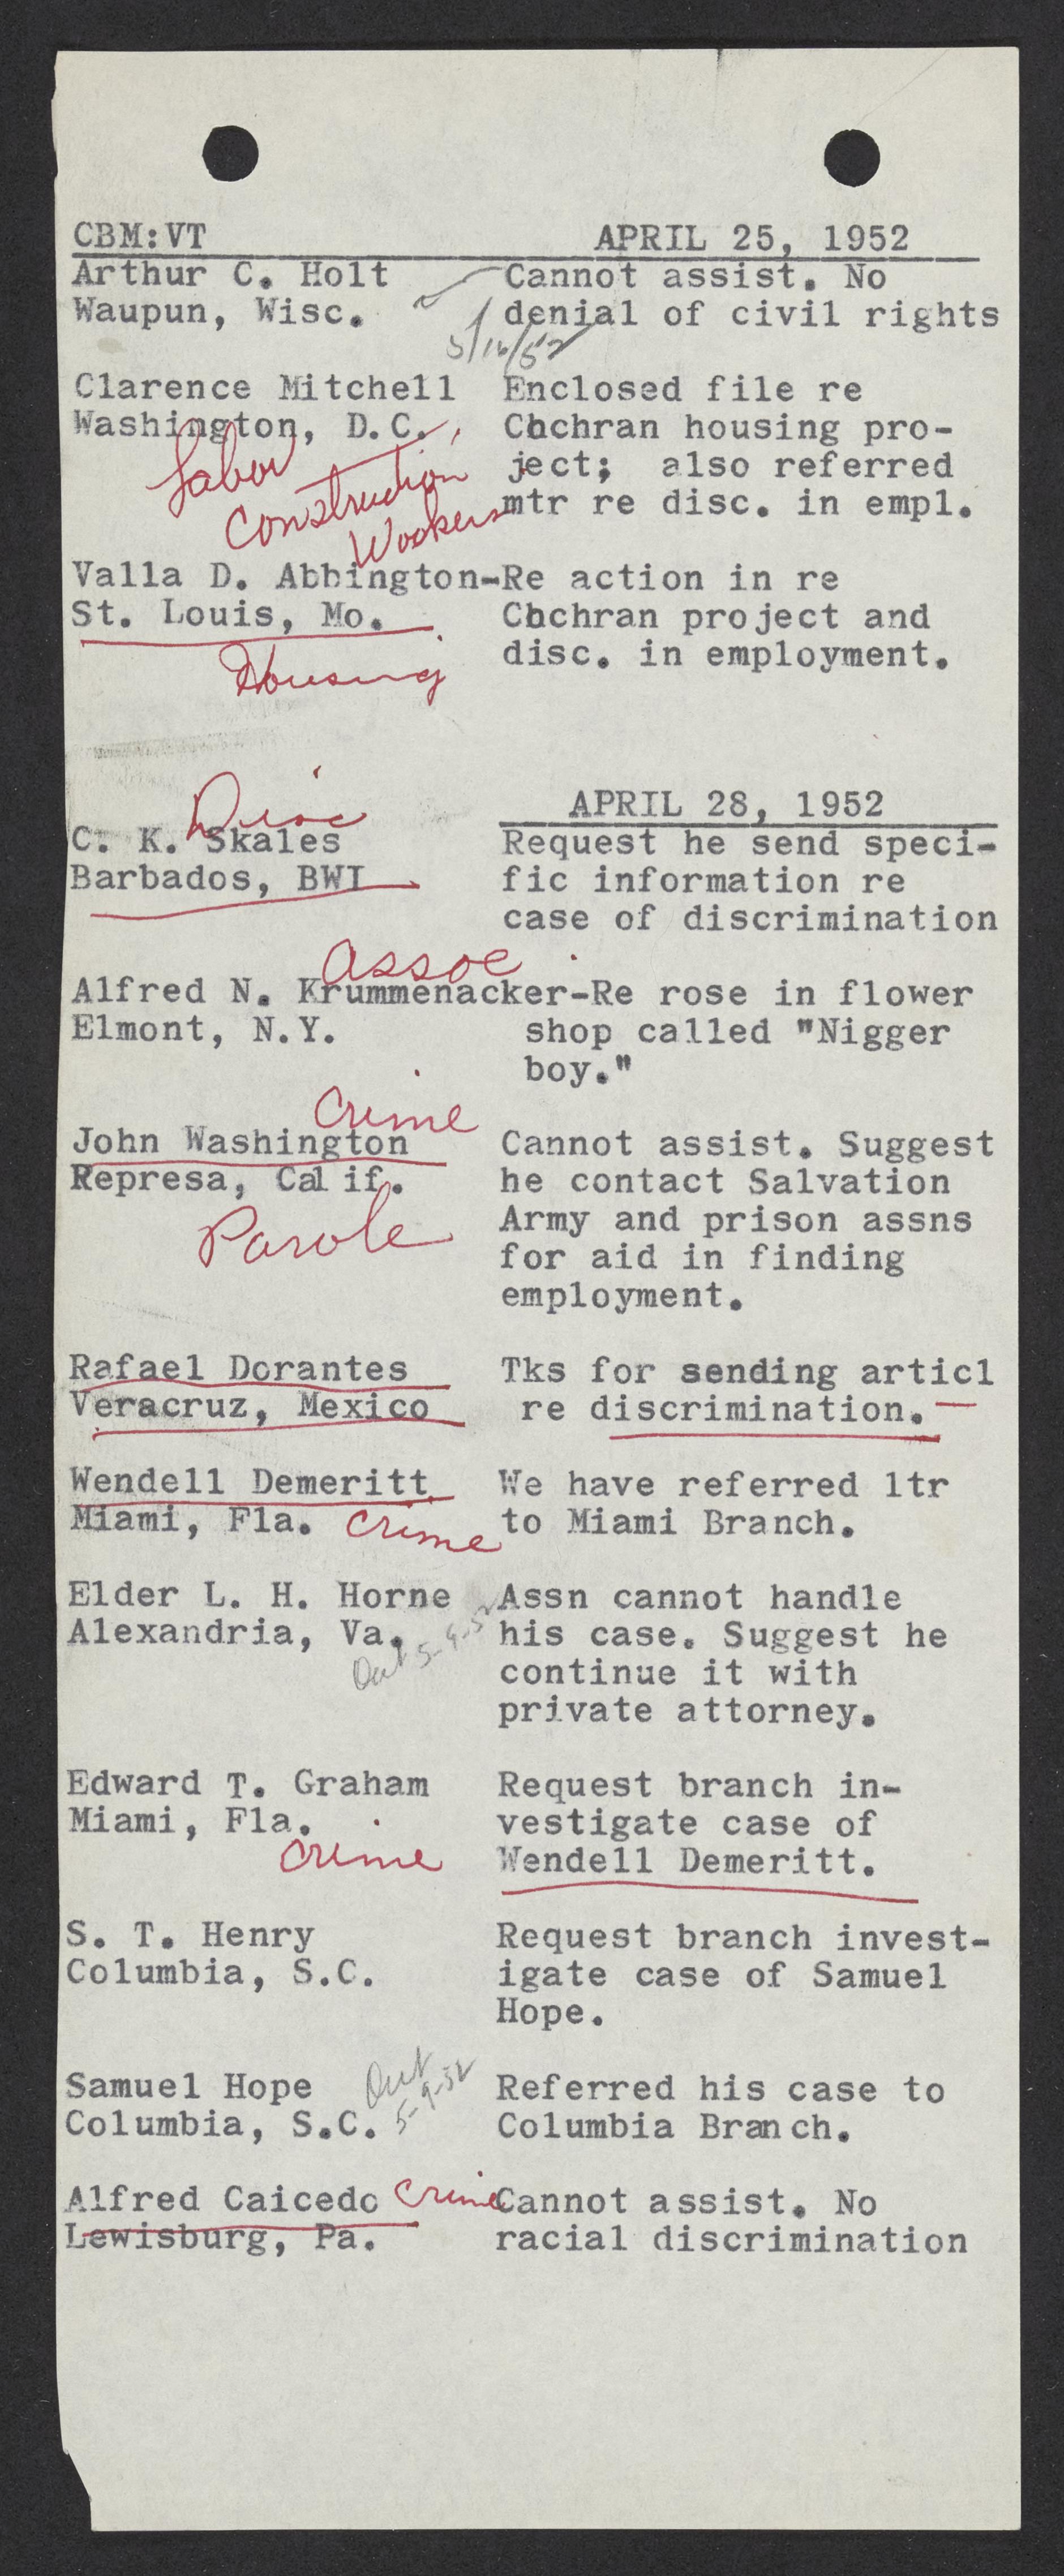 CBM:VT APRIL 25, 1952
Arthur C. Holt Cannot assist. No
Waupun, Wisc. denial of civil rights
5/16/52
Clarence Mitchell Enclosed file re
Washington, D.C. Cochran housing pro-
Labor ject; also referred
Construction mtr re disc. in empl.
Workers
Valla D. Abbington-Re action in re
St. Louis, Mo. Cochran project and
Housing disc. in employment.
APRIL 28, 1952
Disc
C. K. Skales Request he send speci-
Barbados, BWI fic information re
case of discrimination
Assoc
Alfred N. Krummenacker-Re rose in flower
Elmont, N.Y. shop called "Nigger
boy."
Crime
John Washington Cannot assist. Suggest
Represa, Calif. he contact Salvation
Parole Army and prison assns
for aid in finding
employment.
Rafael Dorantes Tks for sending articl
Veracruz, Mexico re discrimination.
Wendell Demeritt We have referred ltr
Miami, Fla. Crime to Miami Branch.
Elder L. H. Horne Assn cannot handle
Alexandria, Va. his case. Suggest he
Out 5-9-52 continue it with
private attorney.
Edward T. Graham Request branch in-
Miami, Fla. vestigate case of
Crime Wendell Demeritt.
S. T. Henry Request branch invest-
Columbia, S.C. igate case of Samuel
Hope.
Samuel Hope Out Referred his case to
Columbia, S.C. 5-9-52 Columbia Branch.
Alfred Caicedo Crime Cannot assist. No
Lewisburg, Pa. racial discrimination